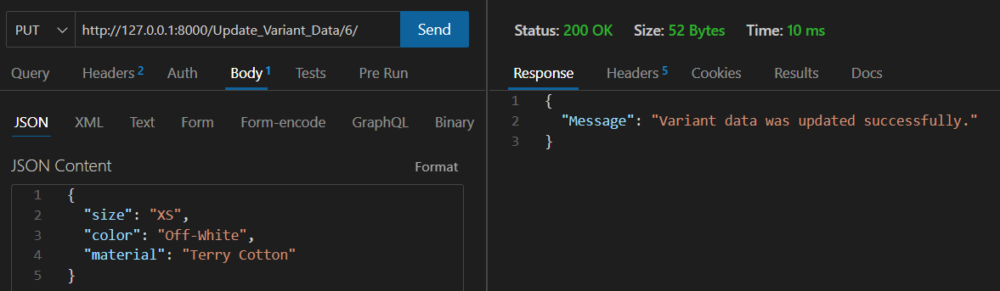 PUT http://127.0.0.1:8000/Update_Variant_Data/6/ Send
Query Headers 2 Auth Body 1 Tests Pre Run
JSON XML Text Form Form-encode GraphQL Binary
JSON Content Format
1 {
2 "size": "XS",
3 "color": "Off-White",
4 "material": "Terry Cotton"
5 }
Status: 200 OK Size: 52 Bytes Time: 10 ms
Response Headers 5 Cookies Results Docs
1 {
2 "Message": "Variant data was updated successfully."
3 }